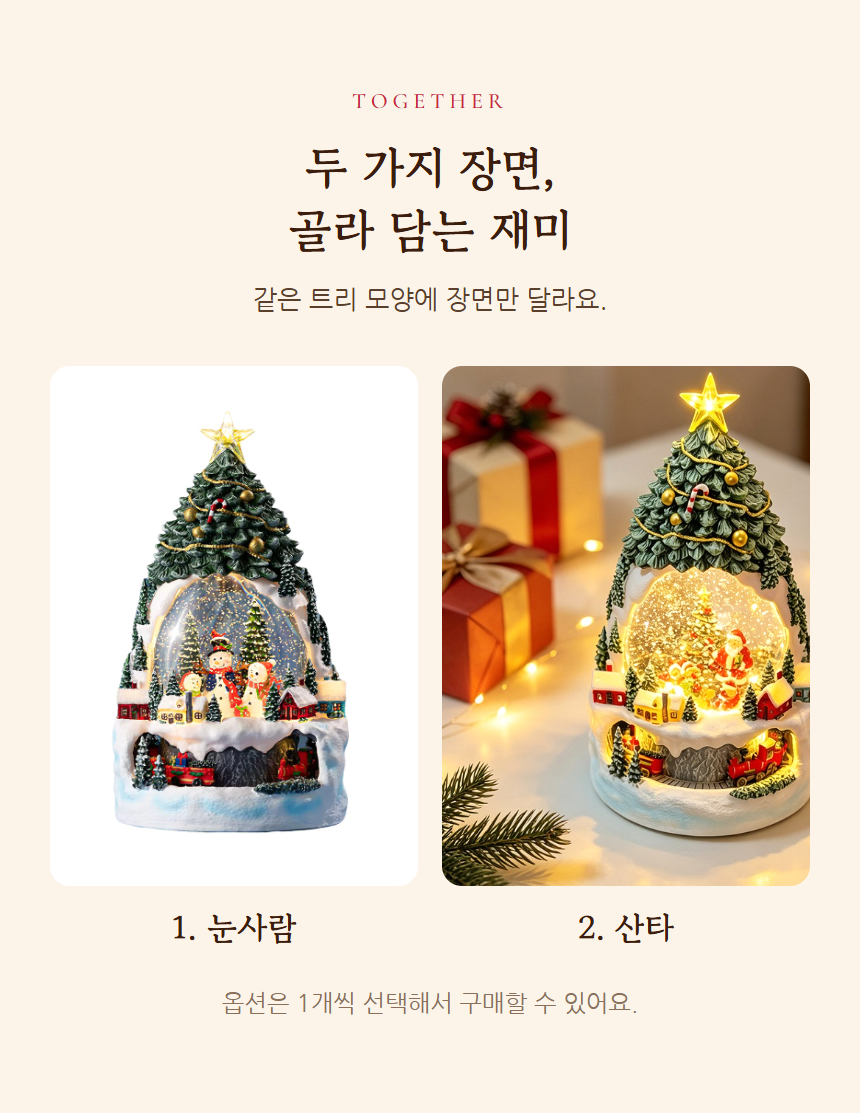 TOGETHER
두 가지 장면,
골라 담는 재미
같은 트리 모양에 장면만 달라요.
1. 눈사람
2. 산타
옵션은 1개씩 선택해서 구매할 수 있어요.